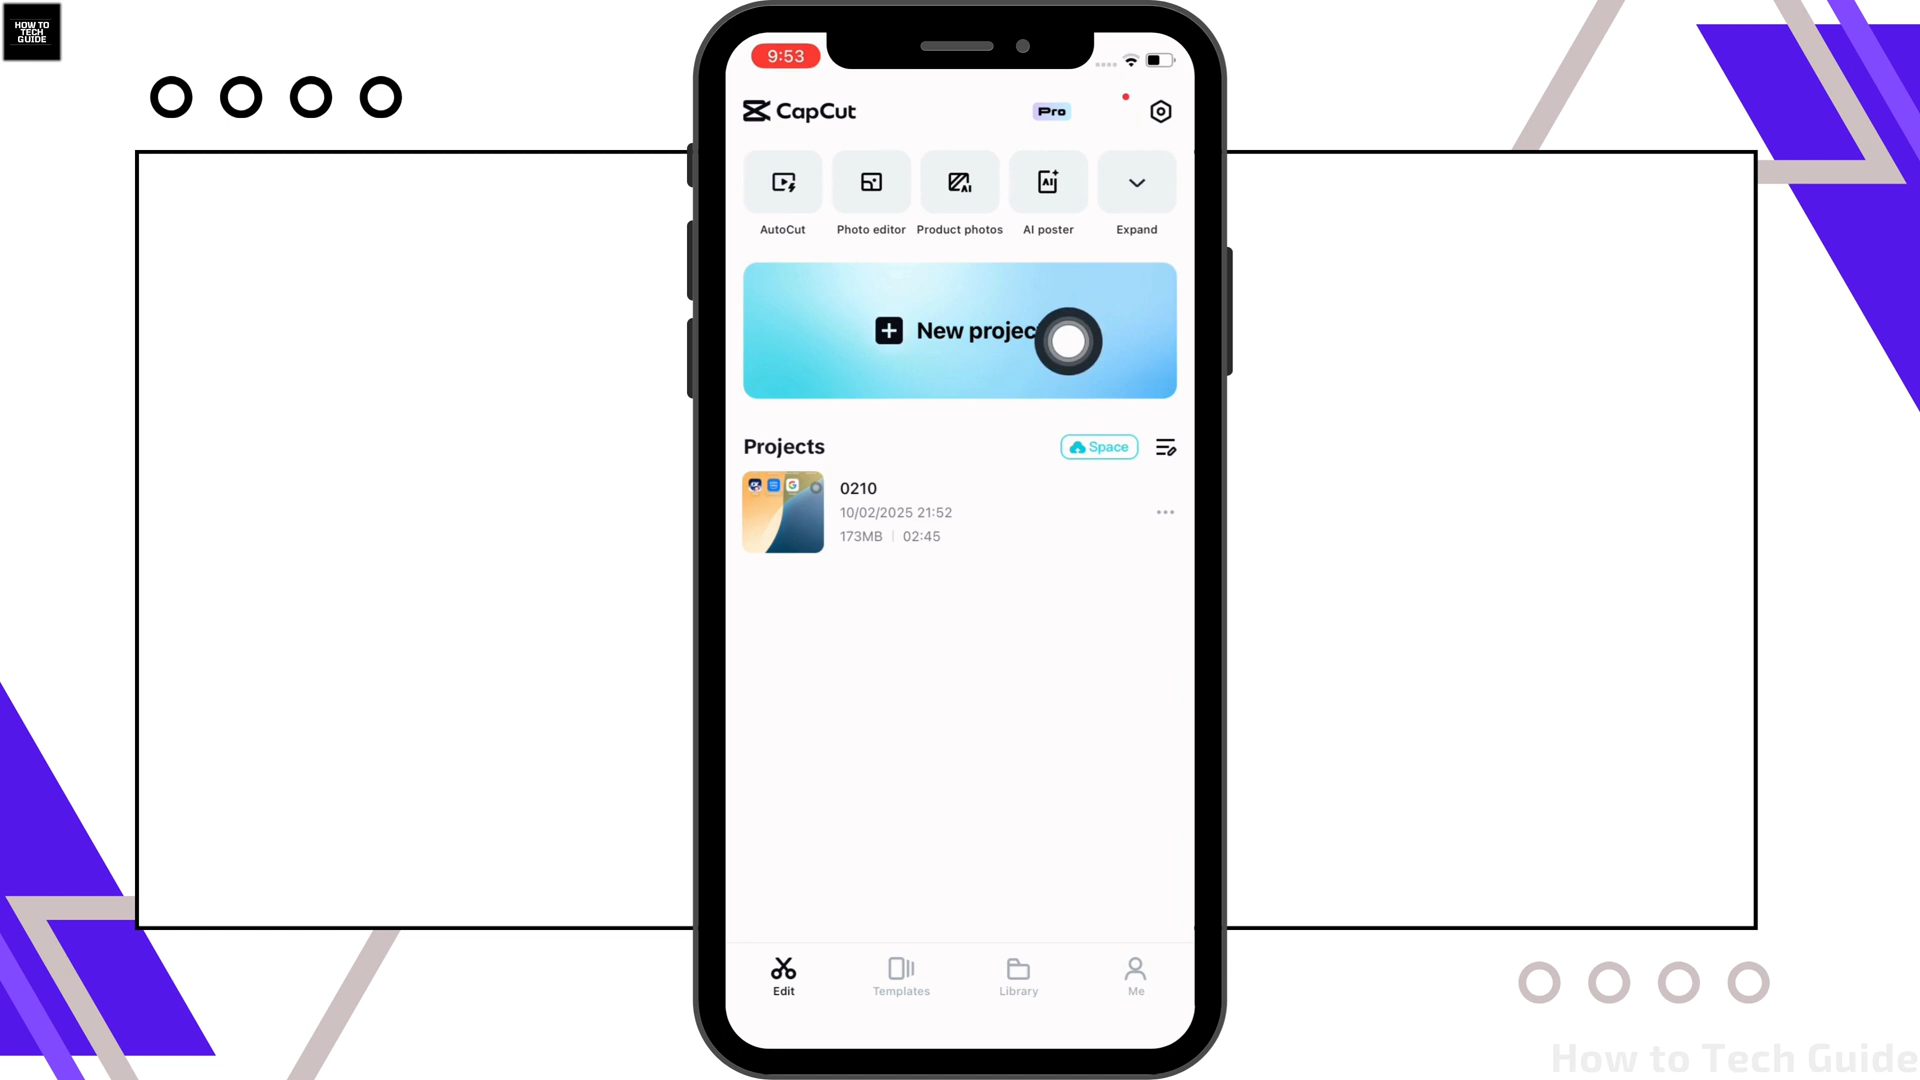 HOW TO
TECH
GUIDE
9:53
CapCut
Pro
AutoCut
Photo editor
Product photos
AI poster
Expand
New projec
Projects
Space
0210
10/02/2025 21:52
173MB | 02:45
Edit
Templates
Library
Me
How to Tech Guide